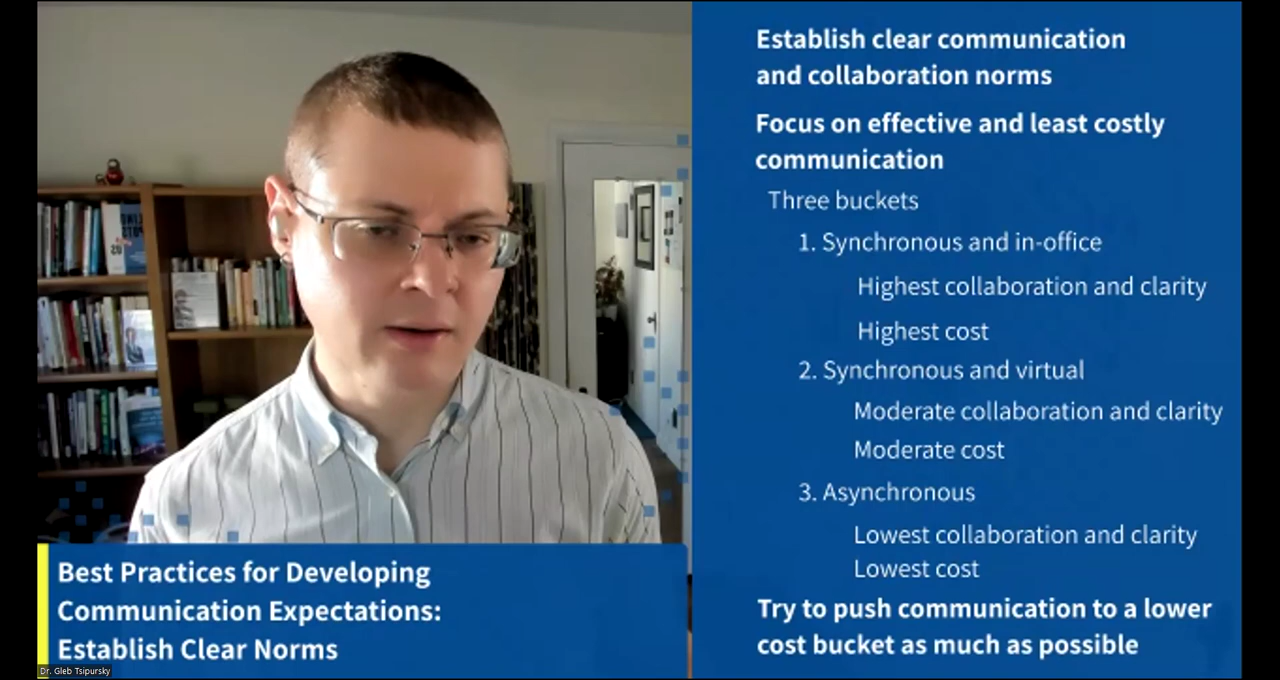 Establish clear communication
and collaboration norms
Focus on effective and least costly
communication
Three buckets
1. Synchronous and in-office
Highest collaboration and clarity
Highest cost
2. Synchronous and virtual
Moderate collaboration and clarity
Moderate cost
3. Asynchronous
Lowest collaboration and clarity
Lowest cost
Try to push communication to a lower
cost bucket as much as possible
Best Practices for Developing
Communication Expectations:
Establish Clear Norms
Dr. Gleb Tsipursky